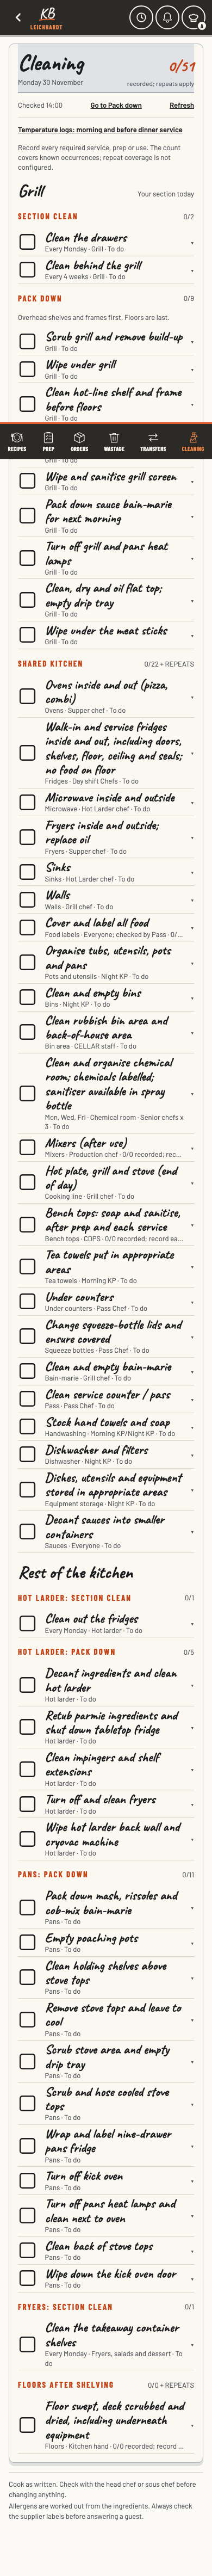 KB
LEICHHARDT
Cleaning
0/51
Monday 30 November
recorded; repeats apply
Checked 14:00
Go to Pack down
Refresh
Temperature logs: morning and before dinner service
Record every required service, prep or use. The count
covers known occurrences; repeat coverage is not
configured.
Grill
Your section today
SECTION CLEAN
0/2
Clean the drawers
Every Monday · Grill · To do
Clean behind the grill
Every 4 weeks · Grill · To do
PACK DOWN
0/9
Overhead shelves and frames first. Floors are last.
Scrub grill and remove build-up
Grill · To do
Wipe under grill
Grill · To do
Clean hot-line shelf and frame
before floors
Grill · To do
RECIPES
PREP
ORDERS
WASTAGE
TRANSFERS
CLEANING
Grill · To do
Wipe and sanitise grill screen
Grill · To do
Pack down sauce bain-marie
for next morning
Grill · To do
Turn off grill and pans heat
lamps
Grill · To do
Clean, dry and oil flat top;
empty drip tray
Grill · To do
Wipe under the meat sticks
Grill · To do
SHARED KITCHEN
0/22 + REPEATS
Ovens inside and out (pizza,
combi)
Ovens · Supper chef · To do
Walk-in and service fridges
inside and out, including doors,
shelves, floor, ceiling and seals;
no food on floor
Fridges · Day shift Chefs · To do
Microwave inside and outside
Microwave · Hot Larder chef · To do
Fryers inside and outside;
replace oil
Fryers · Supper chef · To do
Sinks
Sinks · Hot Larder chef · To do
Walls
Walls · Grill chef · To do
Cover and label all food
Food labels · Everyone; checked by Pass · 0/...
Organise tubs, utensils, pots
and pans
Pots and utensils · Night KP · To do
Clean and empty bins
Bins · Night KP · To do
Clean rubbish bin area and
back-of-house area
Bin area · CELLAR staff · To do
Clean and organise chemical
room; chemicals labelled;
sanitiser available in spray
bottle
Mon, Wed, Fri · Chemical room · Senior chefs x
3 · To do
Mixers (after use)
Mixers · Production chef · 0/0 recorded; rec...
Hot plate, grill and stove (end
of day)
Cooking line · Grill chef · To do
Bench tops: soap and sanitise,
after prep and each service
Bench tops · CDPS · 0/0 recorded; record ea...
Tea towels put in appropriate
areas
Tea towels · Morning KP · To do
Under counters
Under counters · Pass Chef · To do
Change squeeze-bottle lids and
ensure covered
Squeeze bottles · Pass Chef · To do
Clean and empty bain-marie
Bain-marie · Grill chef · To do
Clean service counter / pass
Pass · Pass Chef · To do
Stock hand towels and soap
Handwashing · Morning KP/Night KP · To do
Dishwasher and filters
Dishwasher · Night KP · To do
Dishes, utensils and equipment
stored in appropriate areas
Equipment storage · Night KP · To do
Decant sauces into smaller
containers
Sauces · Everyone · To do
Rest of the kitchen
HOT LARDER: SECTION CLEAN
0/1
Clean out the fridges
Every Monday · Hot larder · To do
HOT LARDER: PACK DOWN
0/5
Decant ingredients and clean
hot larder
Hot larder · To do
Retub parmie ingredients and
shut down tabletop fridge
Hot larder · To do
Clean impingers and shelf
extensions
Hot larder · To do
Turn off and clean fryers
Hot larder · To do
Wipe hot larder back wall and
cryovac machine
Hot larder · To do
PANS: PACK DOWN
0/11
Pack down mash, rissoles and
cob-mix bain-marie
Pans · To do
Empty poaching pots
Pans · To do
Clean holding shelves above
stove tops
Pans · To do
Remove stove tops and leave to
cool
Pans · To do
Scrub stove area and empty
drip tray
Pans · To do
Scrub and hose cooled stove
tops
Pans · To do
Wrap and label nine-drawer
pans fridge
Pans · To do
Turn off kick oven
Pans · To do
Turn off pans heat lamps and
clean next to oven
Pans · To do
Clean back of stove tops
Pans · To do
Wipe down the kick oven door
Pans · To do
FRYERS: SECTION CLEAN
0/1
Clean the takeaway container
shelves
Every Monday · Fryers, salads and dessert · To
do
FLOORS AFTER SHELVING
0/0 + REPEATS
Floor swept, deck scrubbed and
dried, including underneath
equipment
Floors · Kitchen hand · 0/0 recorded; record ...
Cook as written. Check with the head chef or sous chef before
changing anything.
Allergens are worked out from the ingredients. Always check
the supplier labels before answering a guest.